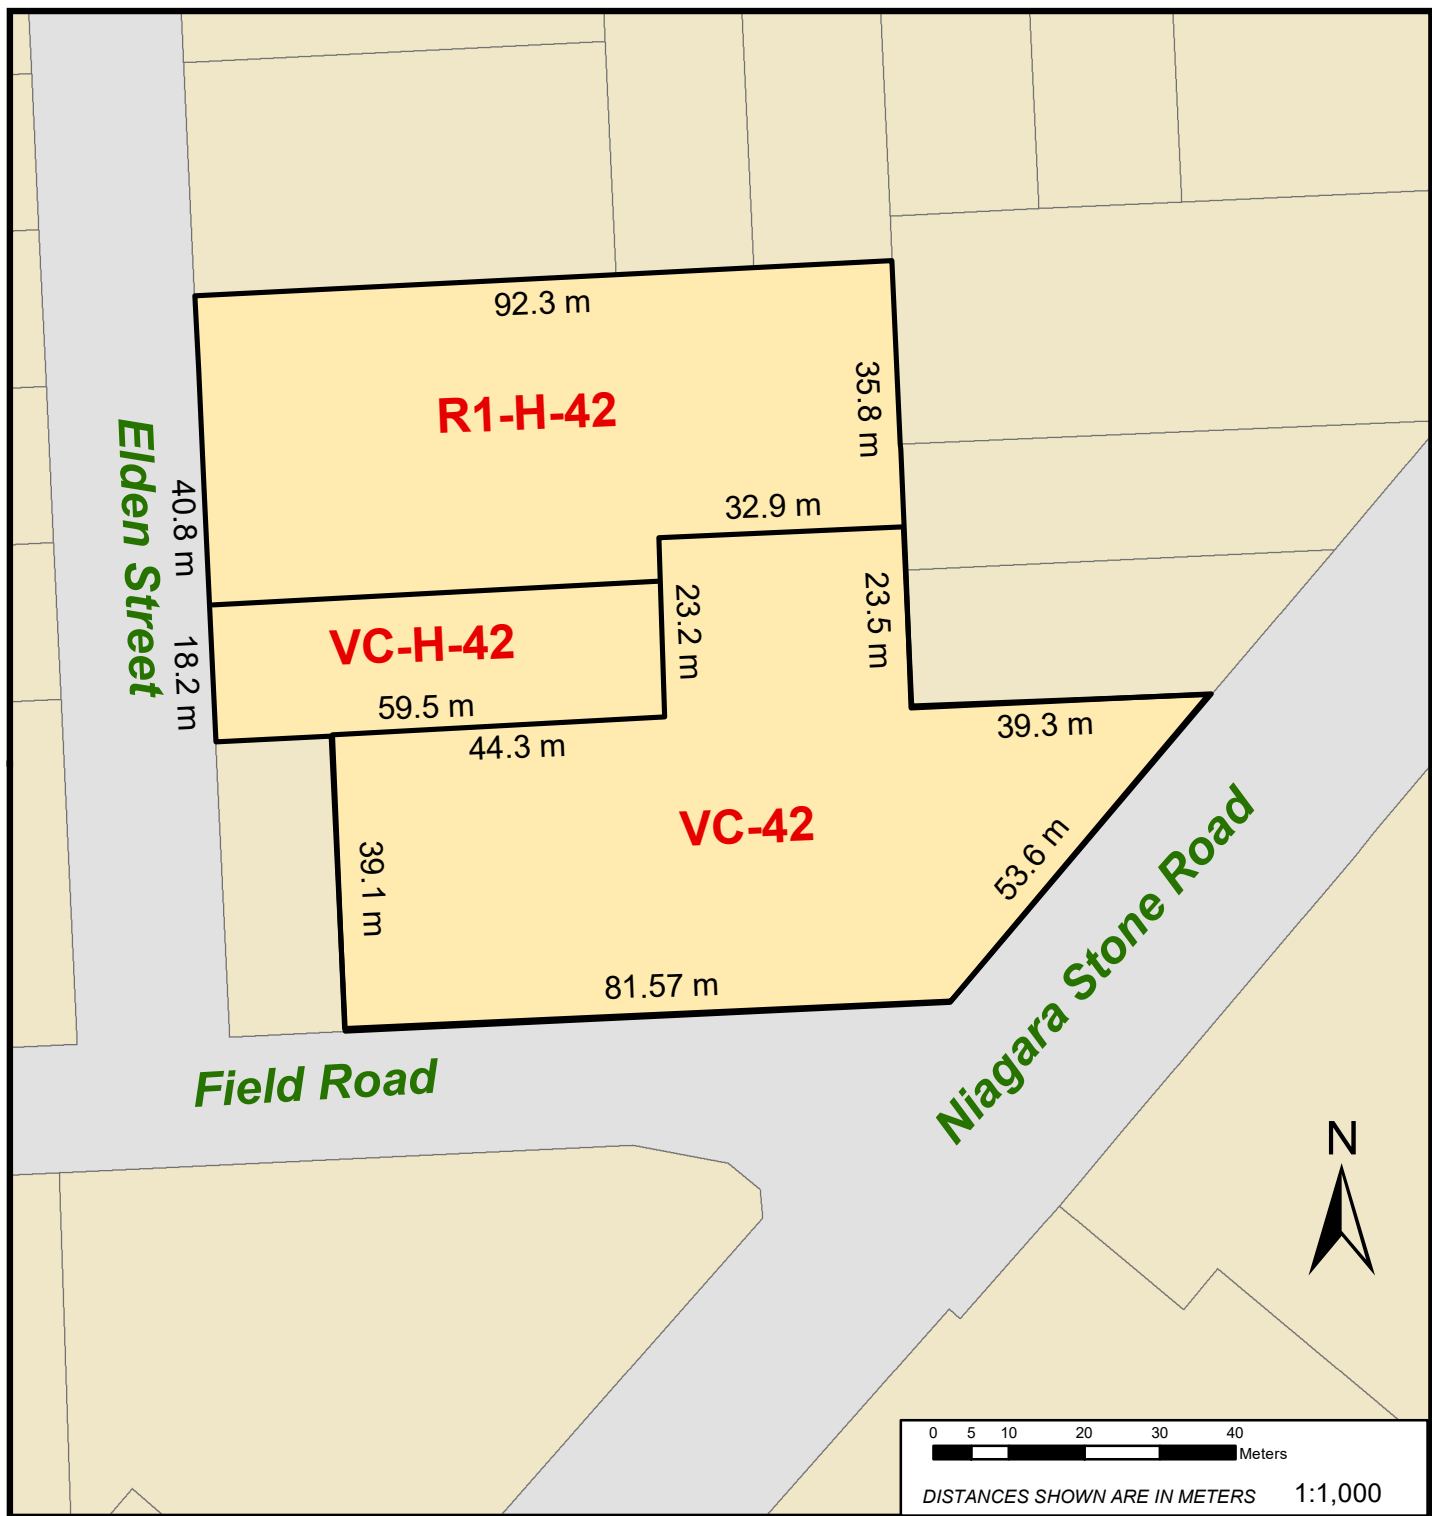 92.3 m
R1-H-42
35.8 m
Elden Street
40.8 m
32.9 m
23.2 m
23.5 m
VC-H-42
18.2 m
59.5 m
44.3 m
39.3 m
VC-42
39.1 m
53.6 m
81.57 m
Niagara Stone Road
Field Road
N
0 5 10 20 30 40
Meters
DISTANCES SHOWN ARE IN METERS 1:1,000